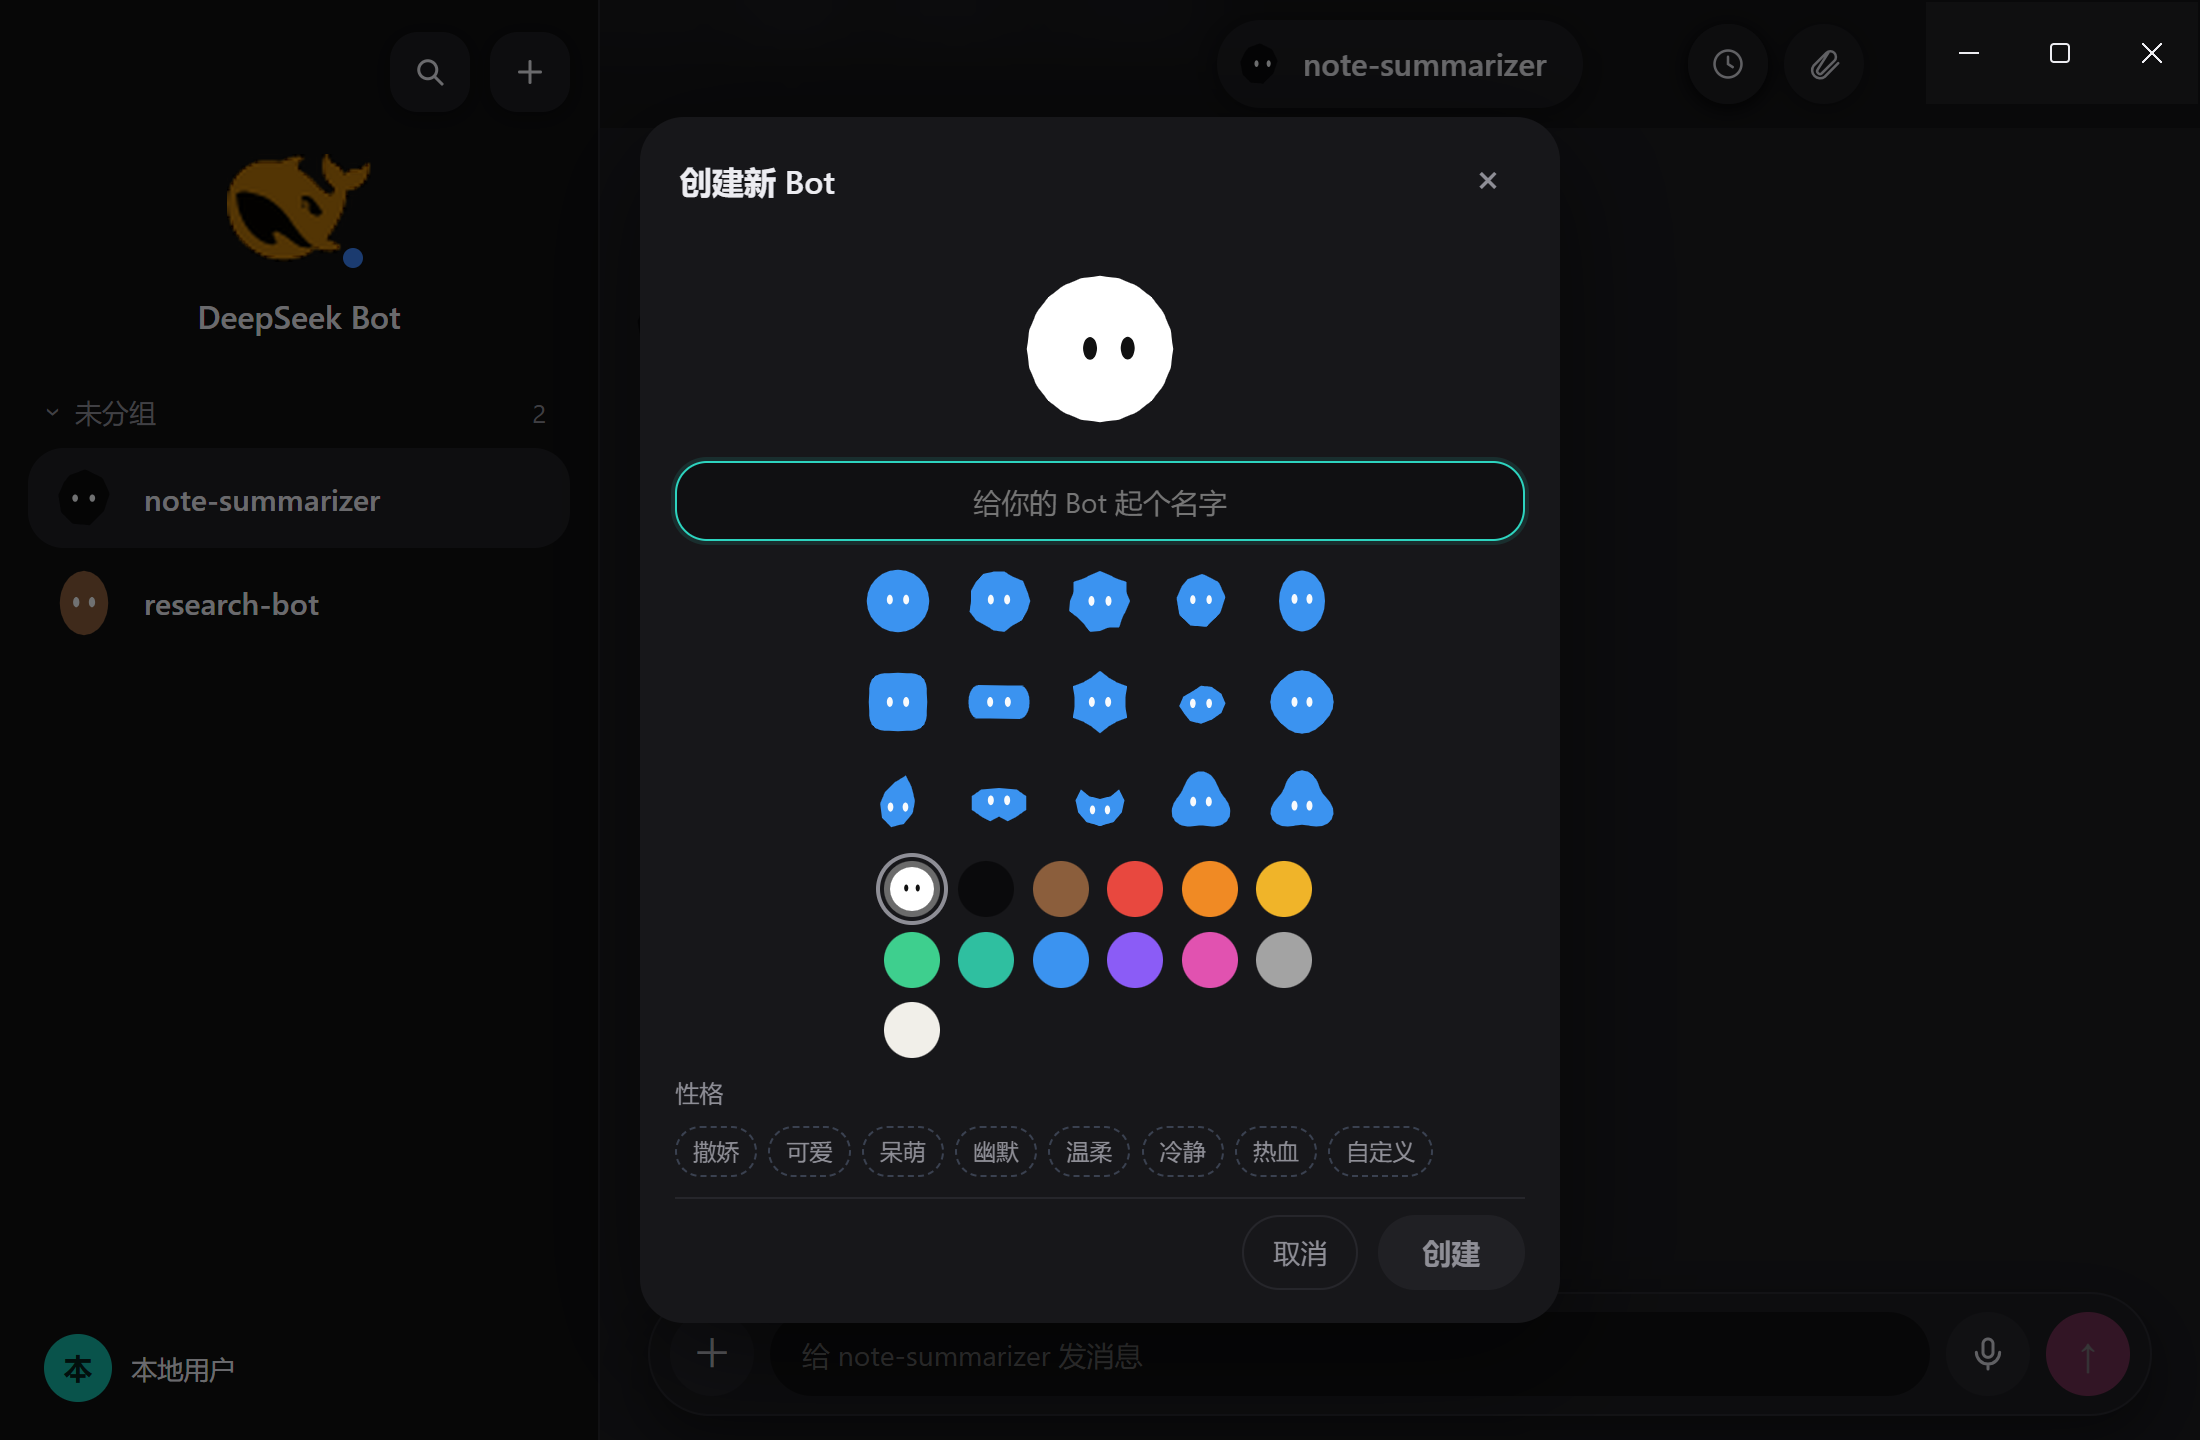 note-summarizer
DeepSeek Bot
未分组 2
note-summarizer
research-bot
本 本地用户
创建新 Bot
给你的 Bot 起个名字
性格
撒娇 可爱 呆萌 幽默 温柔 冷静 热血 自定义
取消 创建
给 note-summarizer 发消息